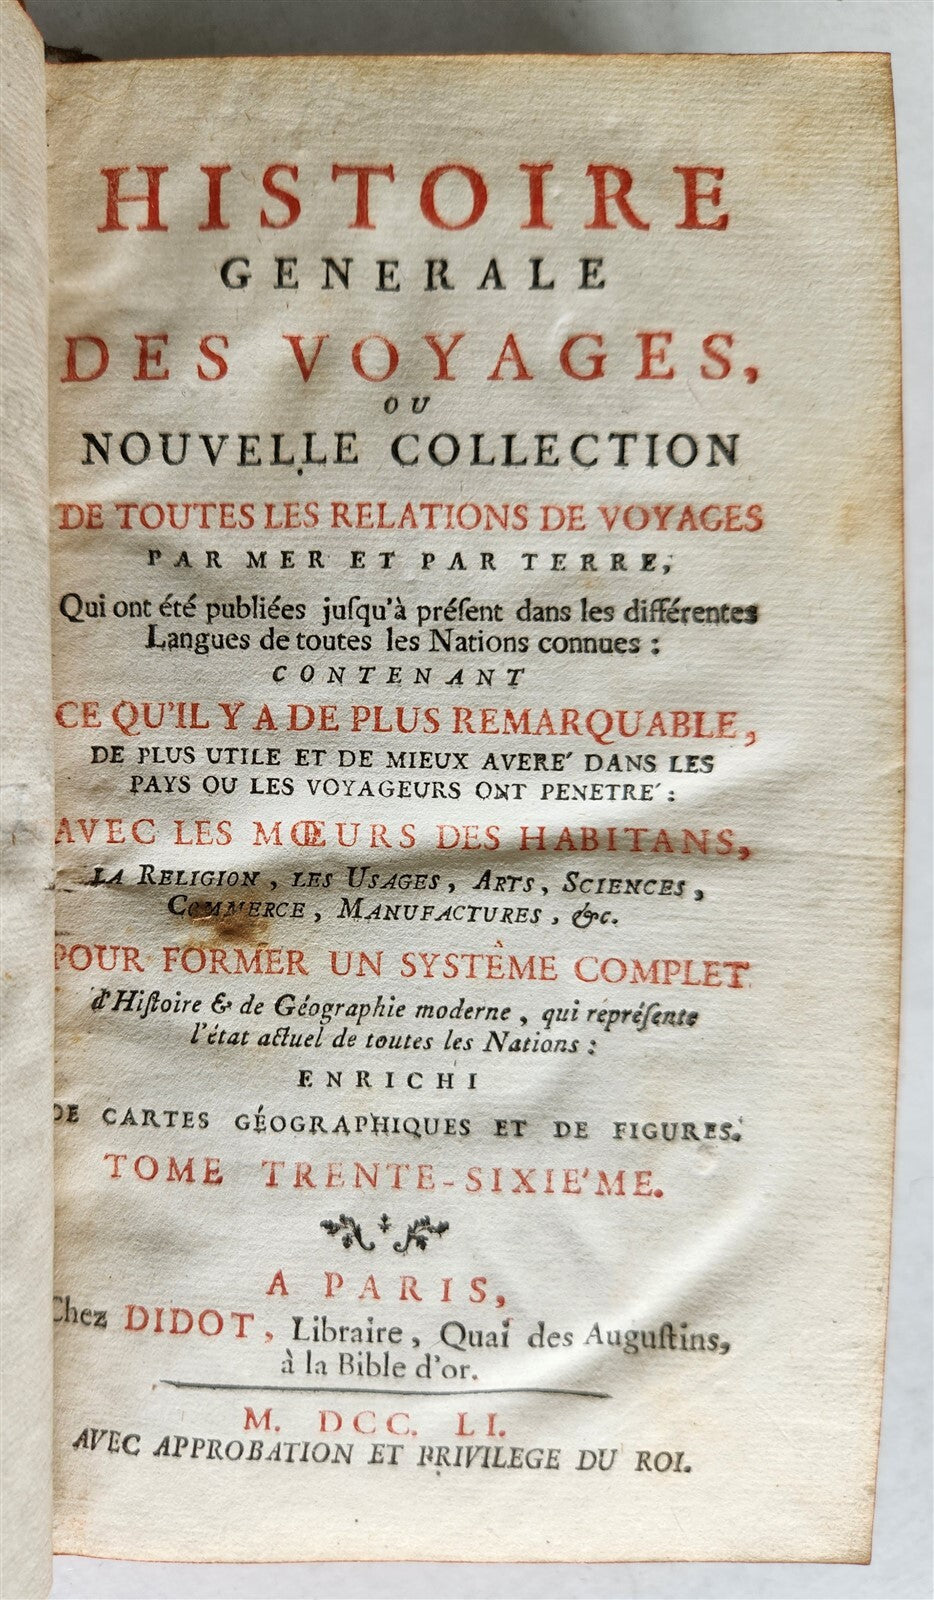 HISTOIRE
GENERALE
DES VOYAGES,
OU
NOUVELLE COLLECTION
DE TOUTES LES RELATIONS DE VOYAGES
PAR MER ET PAR TERRE,
Qui ont été publiées juſqu'à préſent dans les différentes
Langues de toutes les Nations connues :
CONTENANT
CE QU'IL Y A DE PLUS REMARQUABLE,
DE PLUS UTILE ET DE MIEUX AVERE' DANS LES
PAYS OU LES VOYAGEURS ONT PENETRE' :
AVEC LES MŒURS DES HABITANS,
LA RELIGION, LES USAGES, ARTS, SCIENCES,
COMMERCE, MANUFACTURES, &c.
POUR FORMER UN SYSTÊME COMPLET
d'Hiſtoire & de Géographie moderne, qui repréſente
l'état actuel de toutes les Nations :
ENRICHI
DE CARTES GÉOGRAPHIQUES ET DE FIGURES.
TOME TRENTE-SIXIE'ME.
A PARIS,
Chez DIDOT, Libraire, Quai des Auguſtins,
à la Bible d'or.
M. DCC. LI.
AVEC APPROBATION ET PRIVILEGE DU ROI.